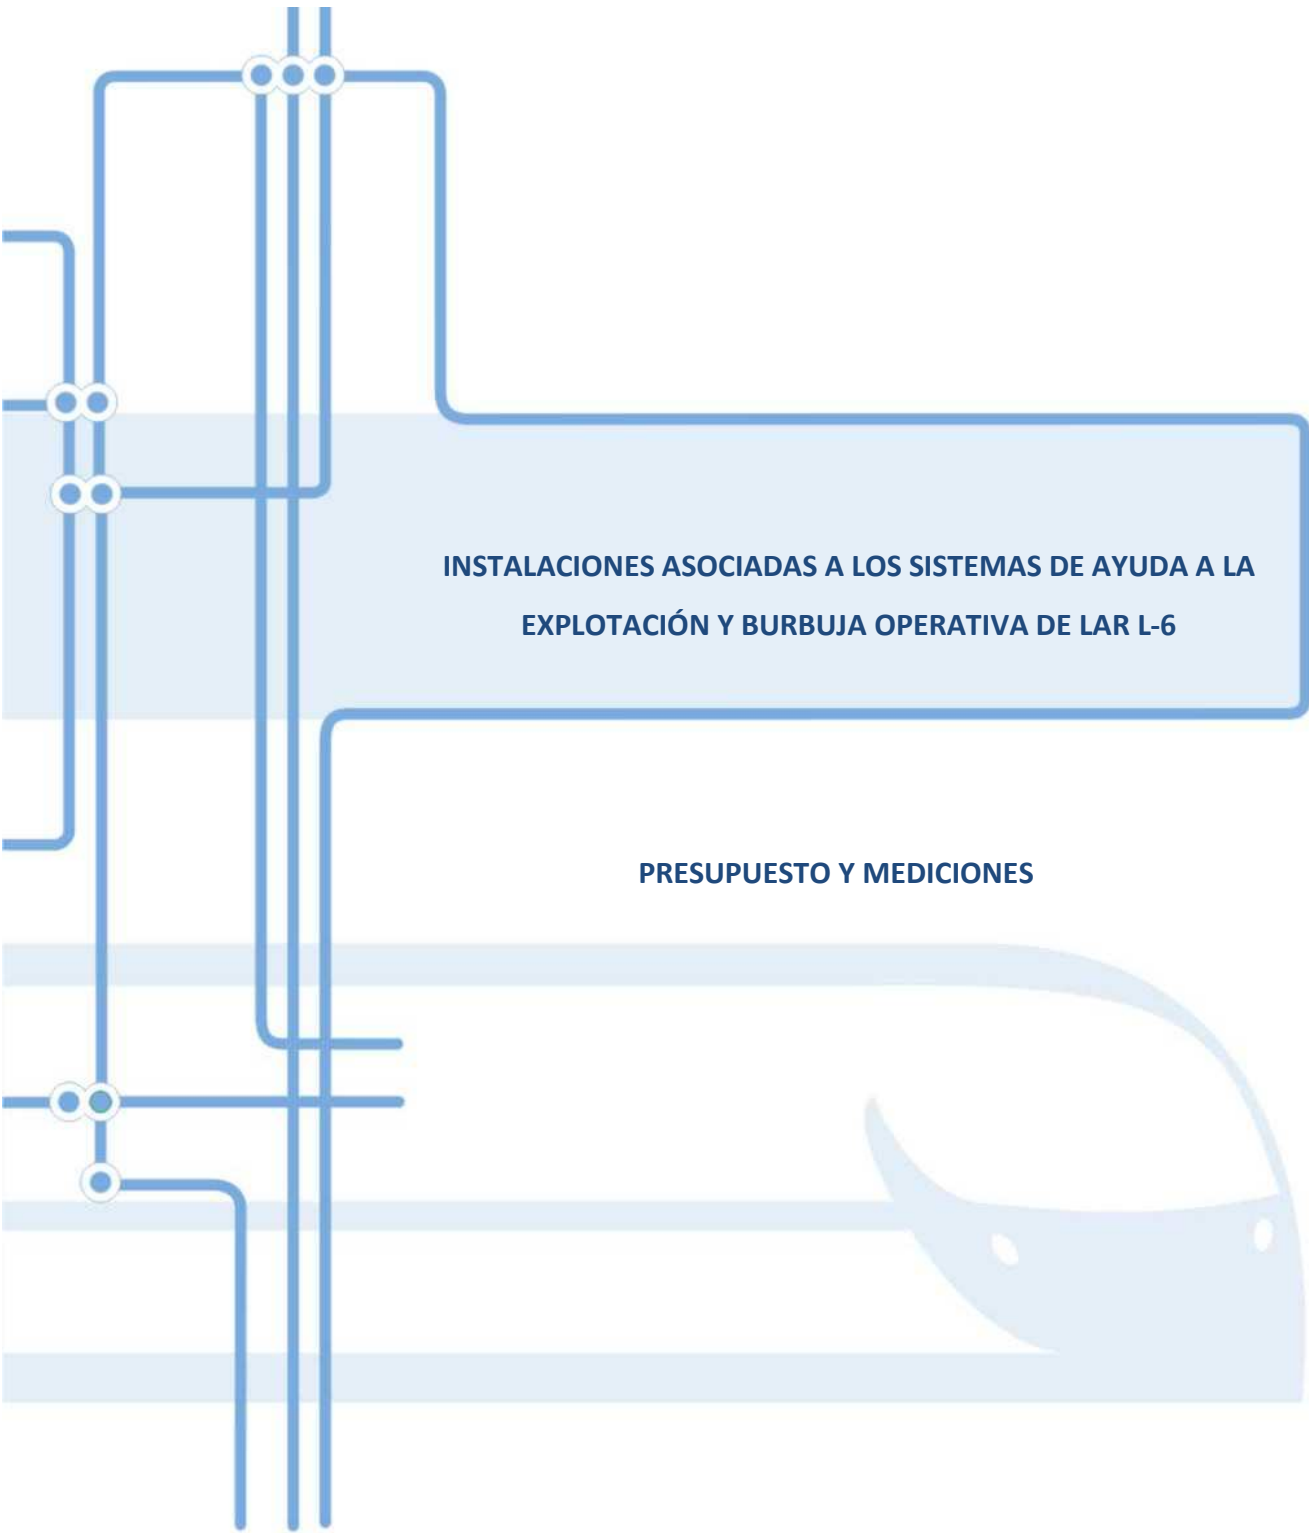 INSTALACIONES ASOCIADAS A LOS SISTEMAS DE AYUDA A LA
EXPLOTACIÓN Y BURBUJA OPERATIVA DE LAR L-6
PRESUPUESTO Y MEDICIONES